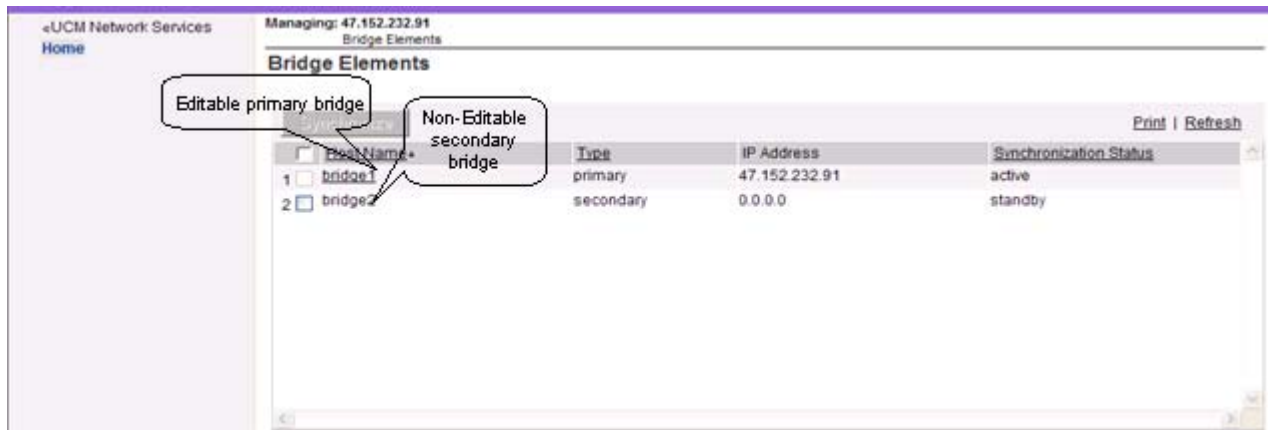 «UCM Network Services
Home
Managing: 47.152.232.91
Bridge Elements
Bridge Elements
Editable primary bridge
Non-Editable
secondary
bridge
Print | Refresh
Host Name
Type
IP Address
Synchronization Status
1 bridge1 primary 47.152.232.91 active
2 bridge2 secondary 0.0.0.0 standby